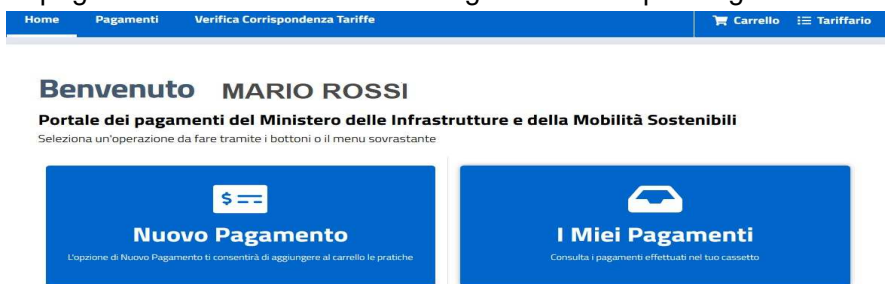 Home Pagamenti Verifica Corrispondenza Tariffe Carrello Tariffario
Benvenuto MARIO ROSSI
Portale dei pagamenti del Ministero delle Infrastrutture e della Mobilità Sostenibili
Seleziona un'operazione da fare tramite i bottoni o il menu sovrastante
Nuovo Pagamento
L'opzione di Nuovo Pagamento ti consentirà di aggiungere al carrello le pratiche
I Miei Pagamenti
Consulta i pagamenti effettuati nel tuo cassetto